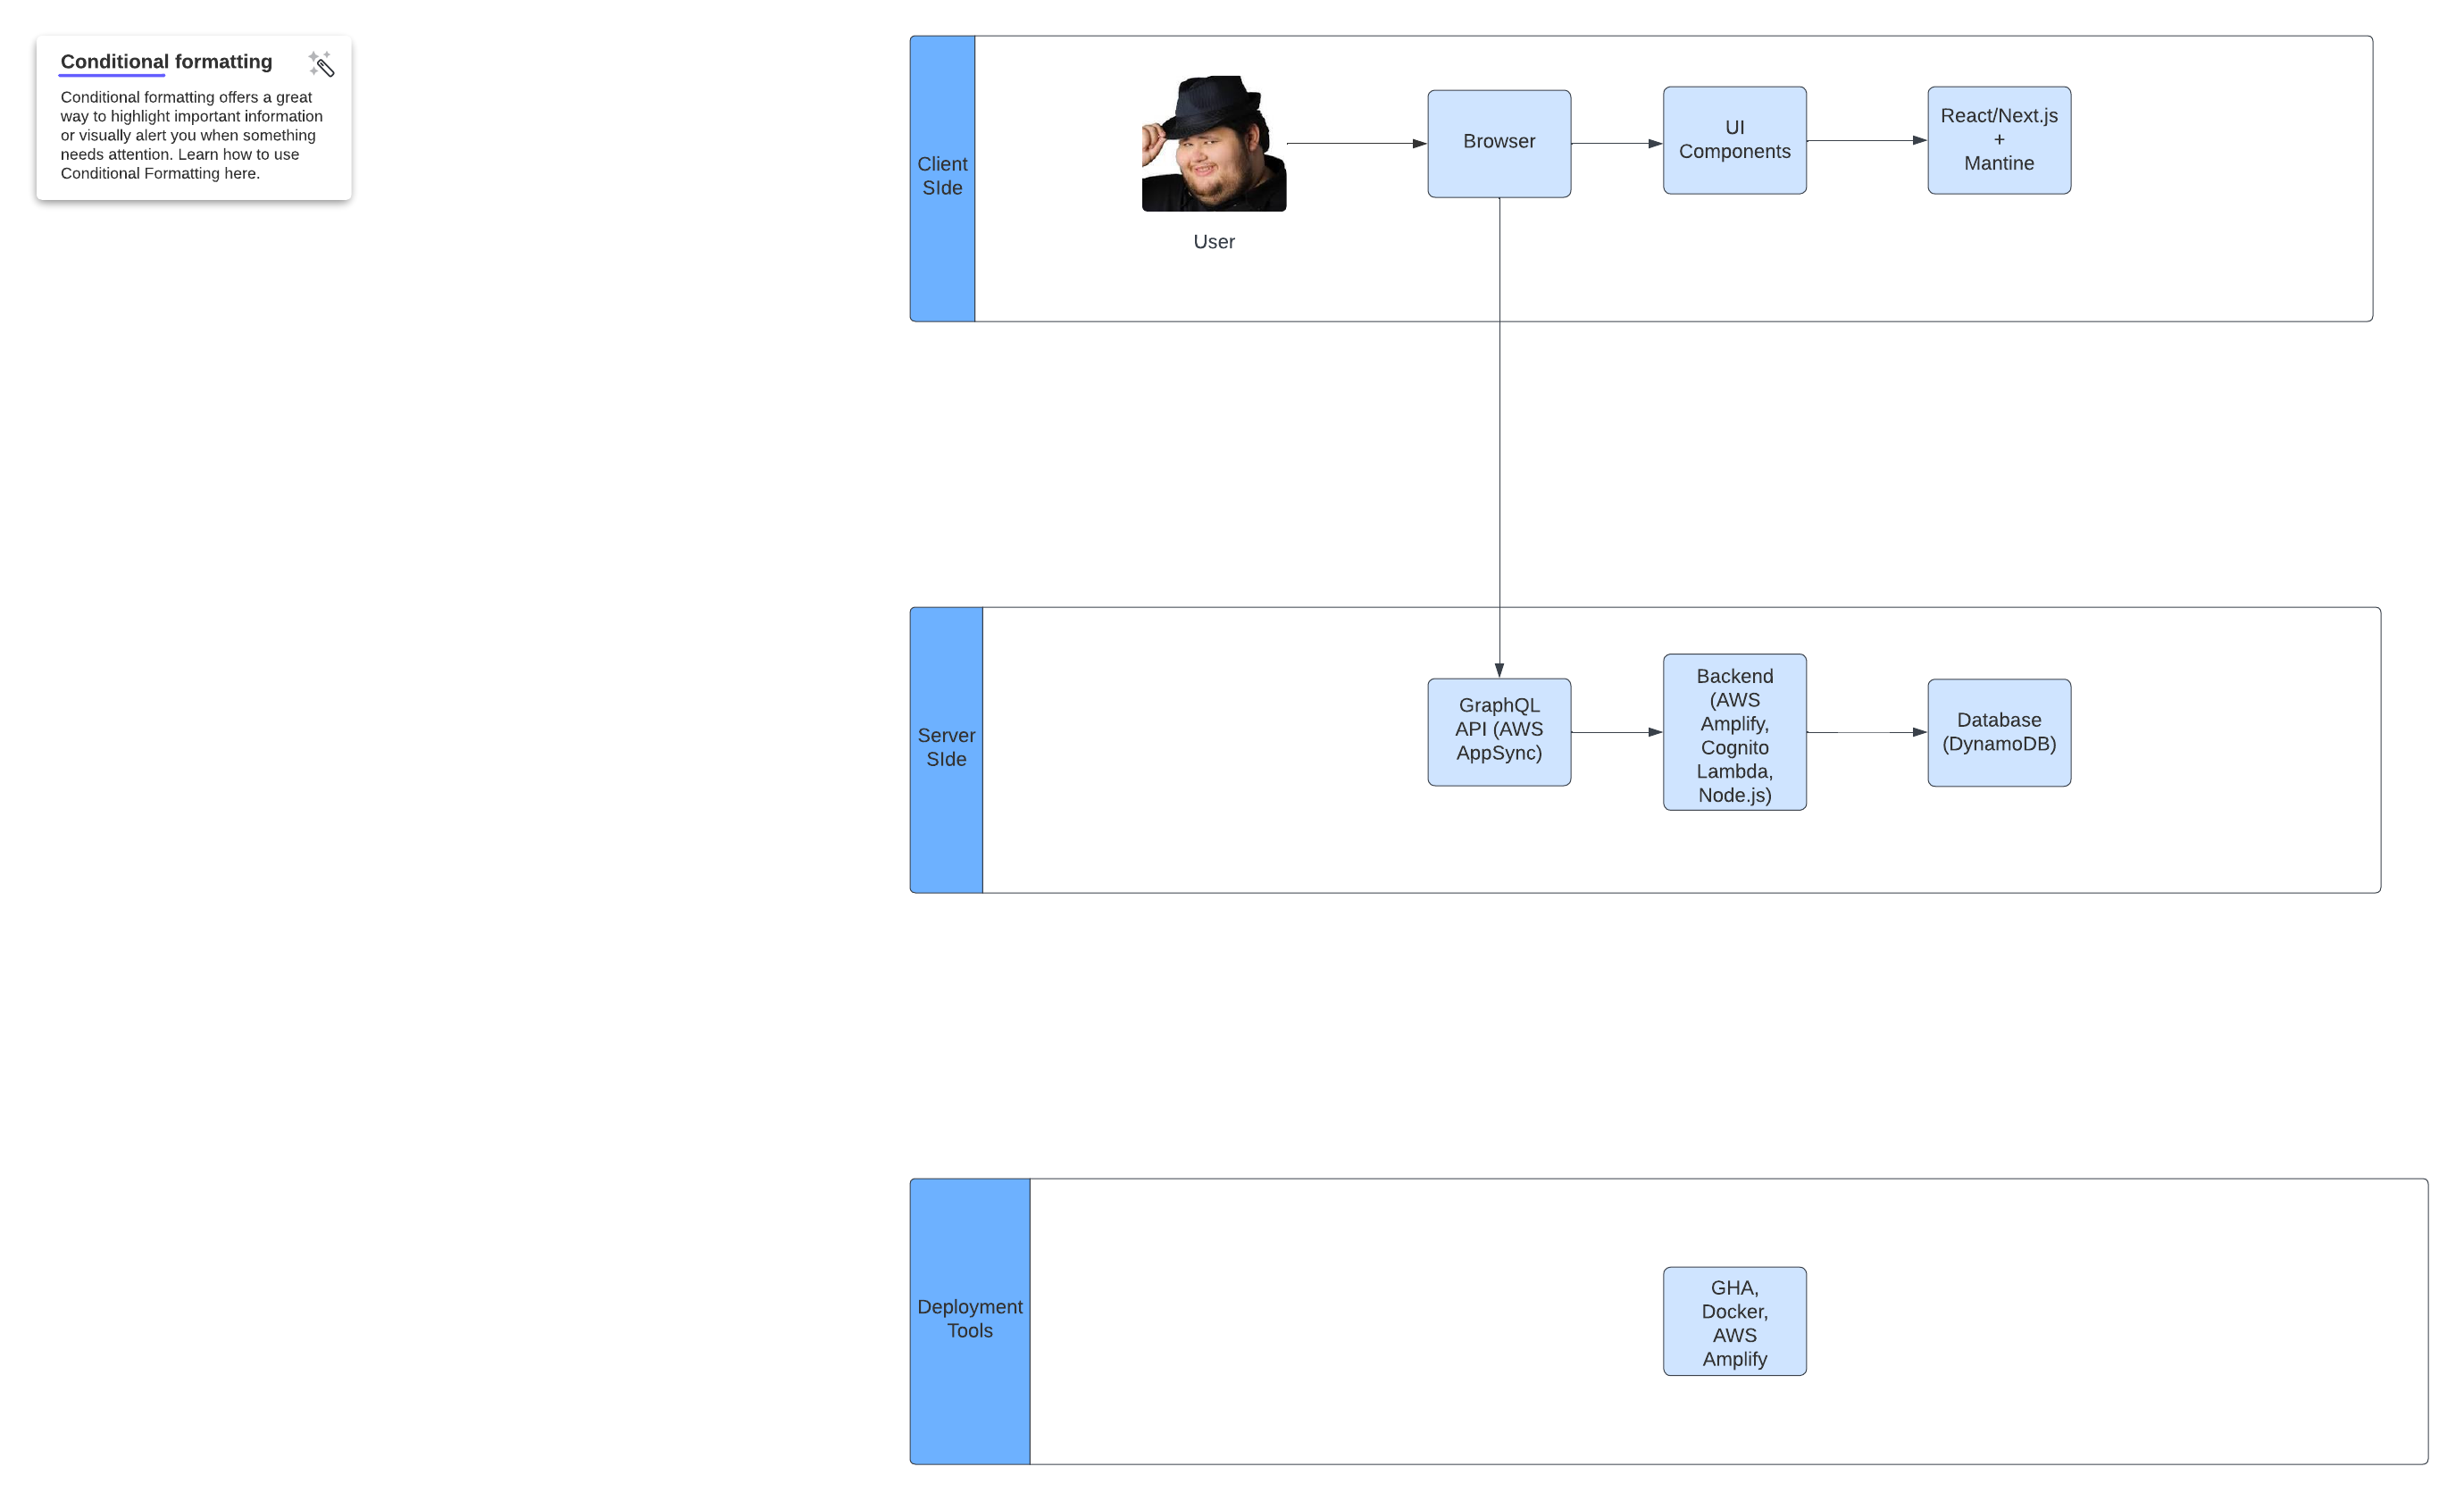 Conditional formatting
Conditional formatting offers a great
way to highlight important information
or visually alert you when something
needs attention. Learn how to use
Conditional Formatting here.
Client
SIde
User
Browser
UI
Components
React/Next.js
+
Mantine
Server
SIde
GraphQL
API (AWS
AppSync)
Backend
(AWS
Amplify,
Cognito
Lambda,
Node.js)
Database
(DynamoDB)
Deployment
Tools
GHA,
Docker,
AWS
Amplify